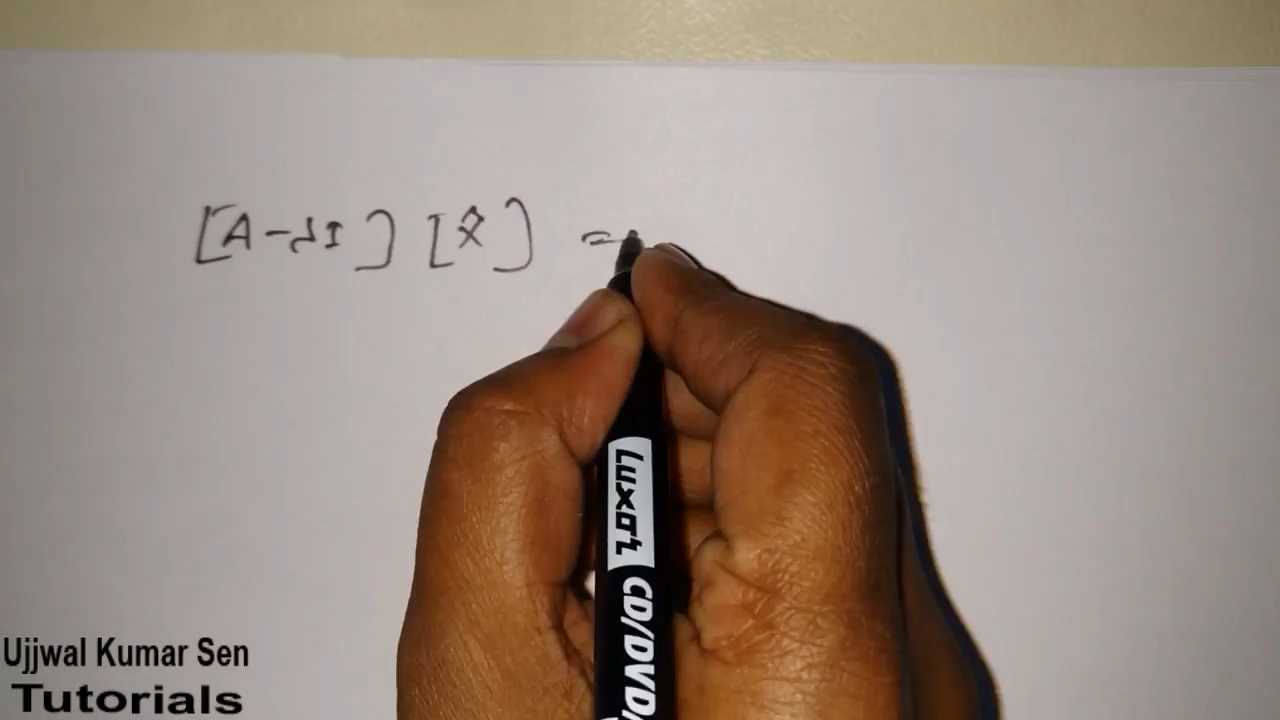 [A-λI] [X̂] =
Luxor CD/DVD/
Ujjwal Kumar Sen
Tutorials